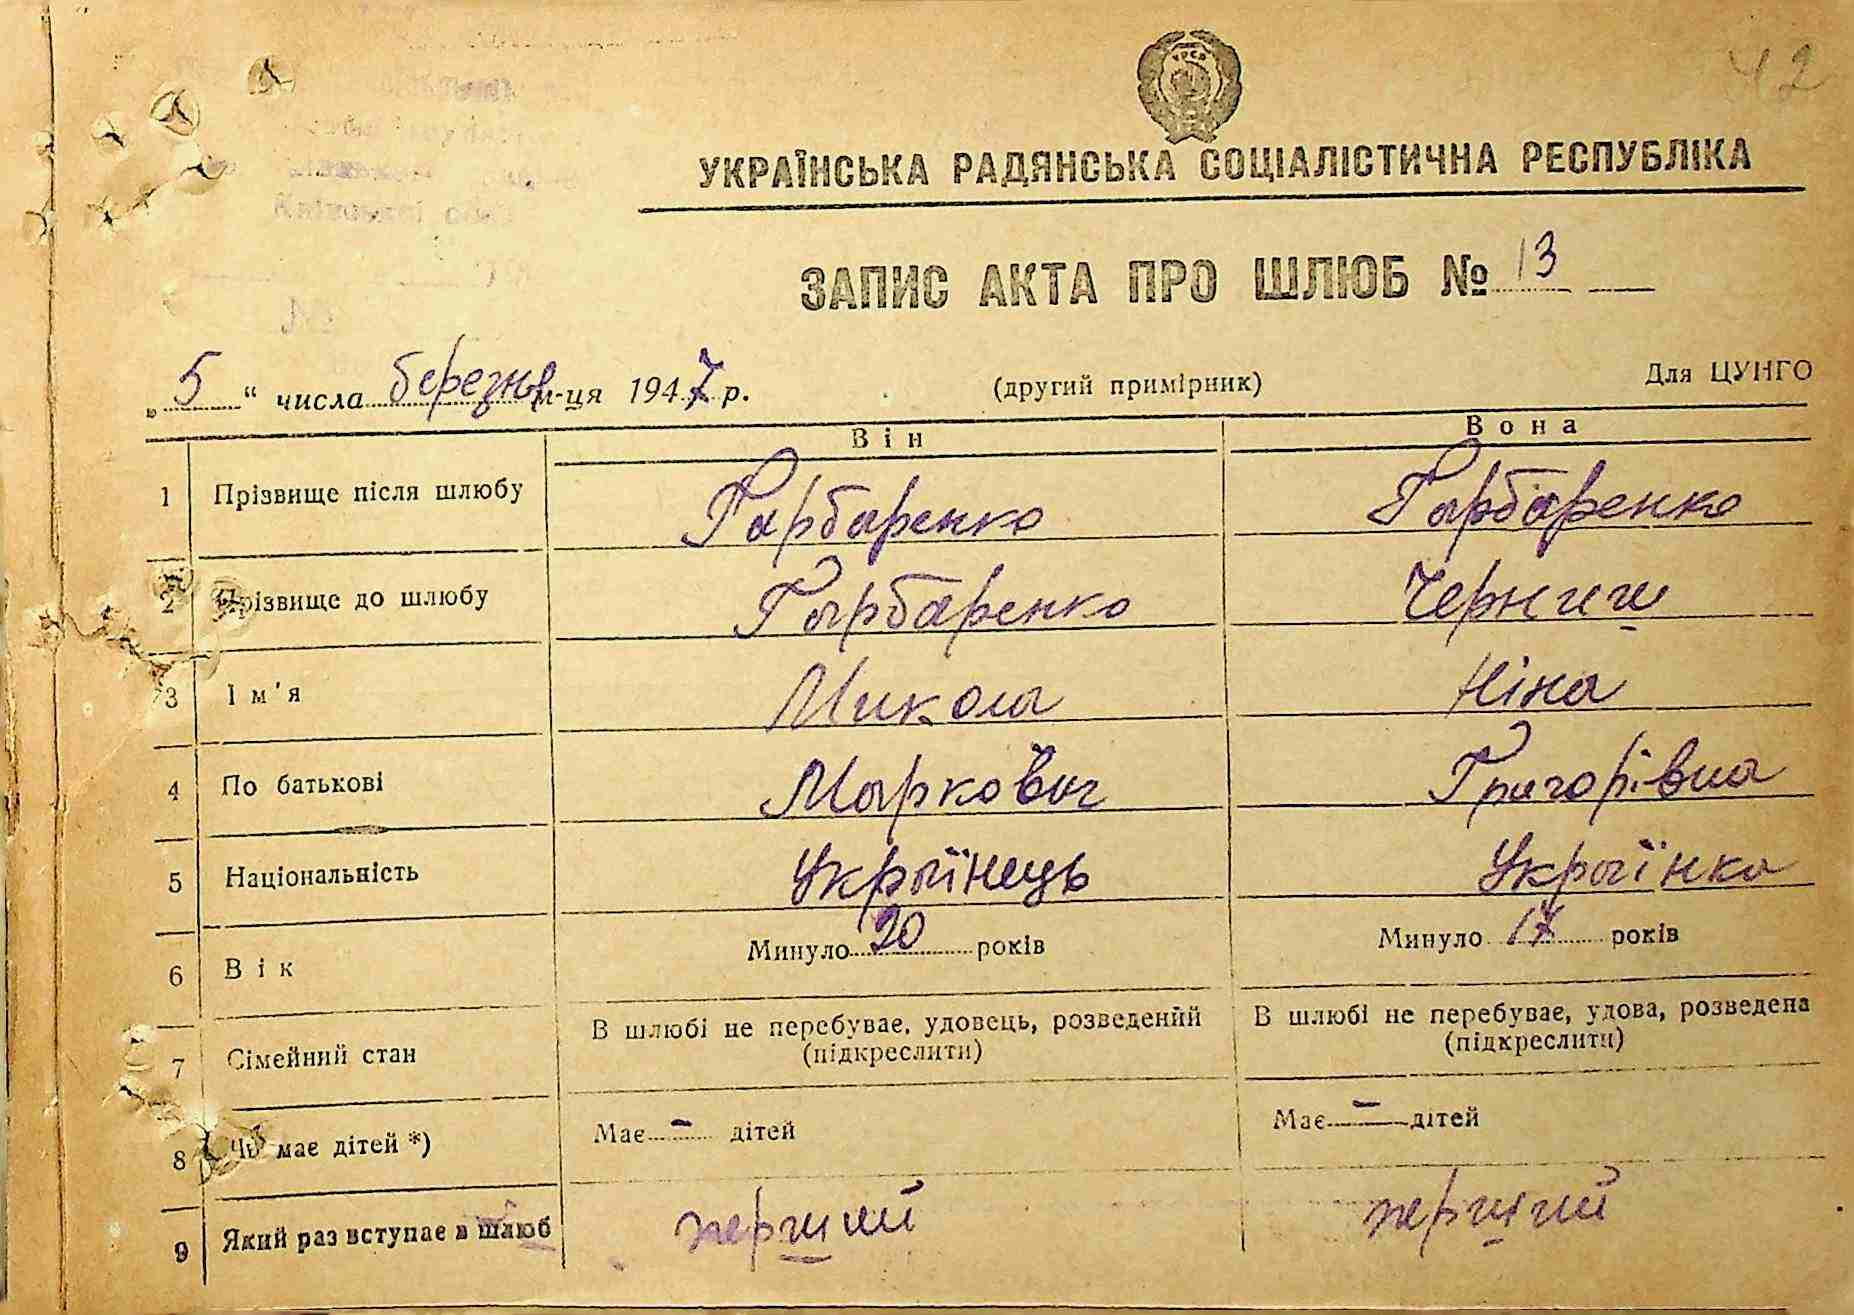 42
УРСР
УКРАЇНСЬКА РАДЯНСЬКА СОЦІАЛІСТИЧНА РЕСПУБЛІКА
Київської обл
ЗАПИС АКТА ПРО ШЛЮБ № 13
№
„5“ числа березня м-ця 1947 р. (другий примірник) Для ЦУНГО
Він Вона
1 Прізвище після шлюбу Гарбаренко Гарбаренко
2 Прізвище до шлюбу Гарбаренко Черниш
3 Ім'я Микола Ніна
4 По батькові Маркович Григорівна
5 Національність Українець Українка
6 Вік Минуло 20 років Минуло 17 років
7 Сімейний стан В шлюбі не перебуває, удовець, розведений (підкреслити) В шлюбі не перебуває, удова, розведена (підкреслити)
8 Чи має дітей *) Має - дітей Має - дітей
9 Який раз вступає в шлюб перший перший